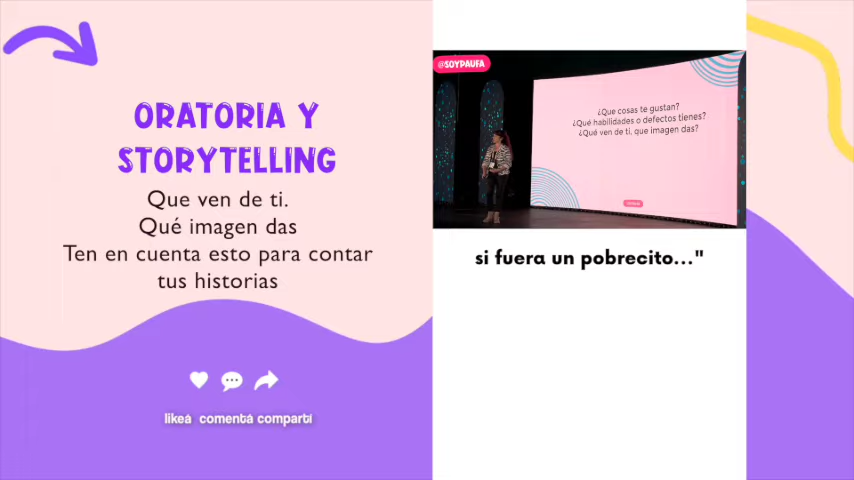 ORATORIA Y
STORYTELLING
Que ven de ti.
Qué imagen das
Ten en cuenta esto para contar
tus historias
likeá comentá compartí
@SOYPAUFA
¿Que cosas te gustan?
¿Qué habilidades o defectos tienes?
¿Qué ven de ti, que imagen das?
si fuera un pobrecito..."